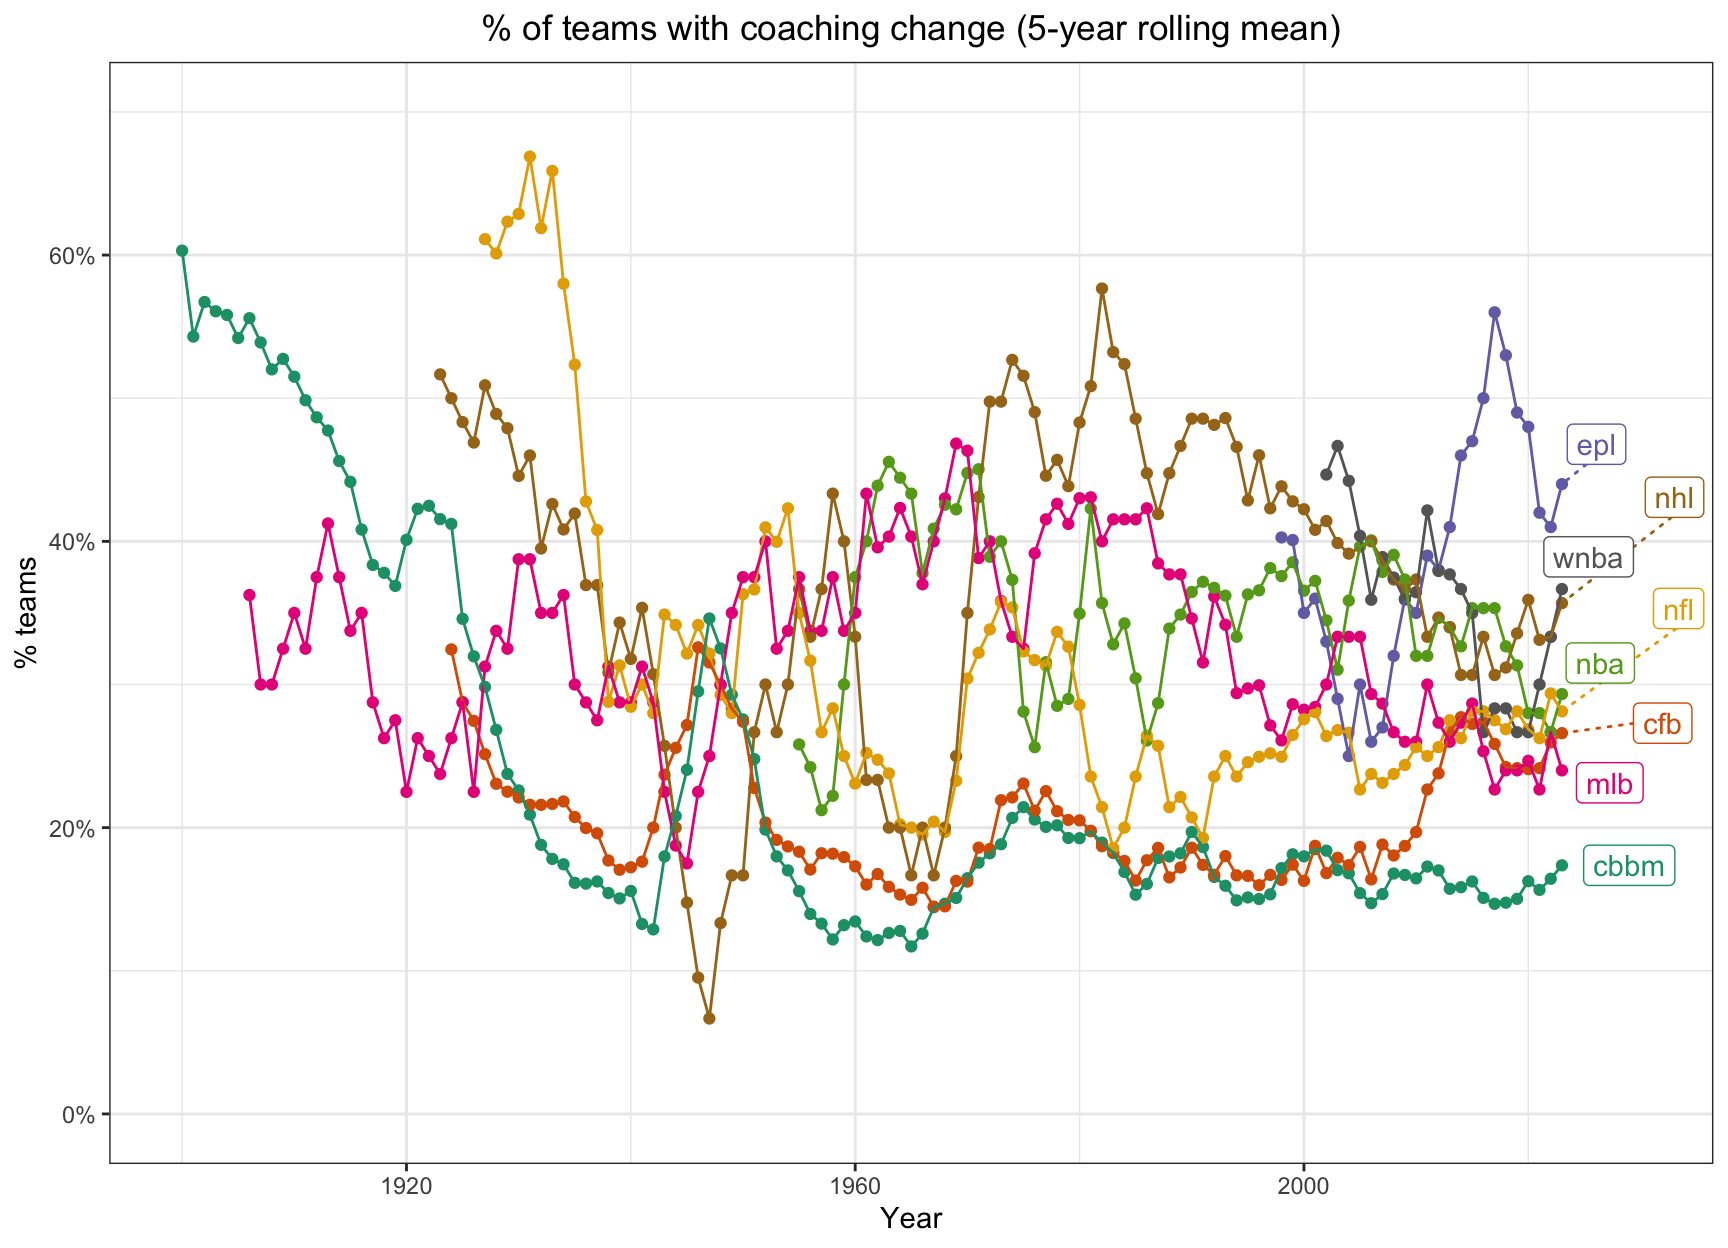 % of teams with coaching change (5-year rolling mean)
60%
40%
20%
0%
% teams
epl
nhl
wnba
nfl
nba
cfb
mlb
cbbm
1920
1960
2000
Year